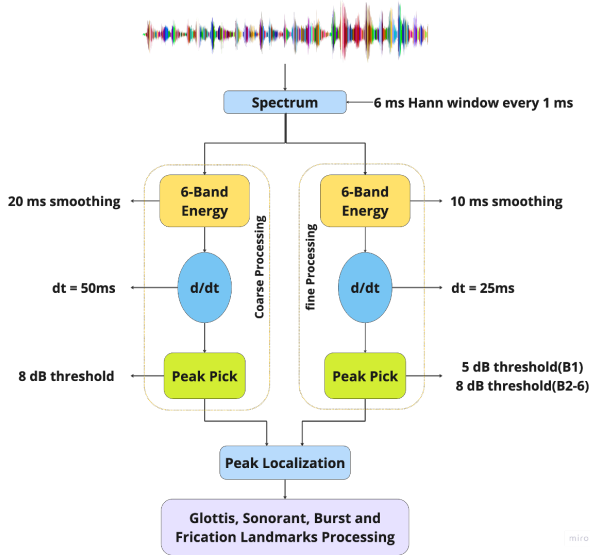 Spectrum
6 ms Hann window every 1 ms
6-Band
Energy
20 ms smoothing
6-Band
Energy
10 ms smoothing
Coarse Processing
fine Processing
d/dt
dt = 50ms
d/dt
dt = 25ms
Peak Pick
8 dB threshold
Peak Pick
5 dB threshold(B1)
8 dB threshold(B2-6)
Peak Localization
Glottis, Sonorant, Burst and
Frication Landmarks Processing
miro